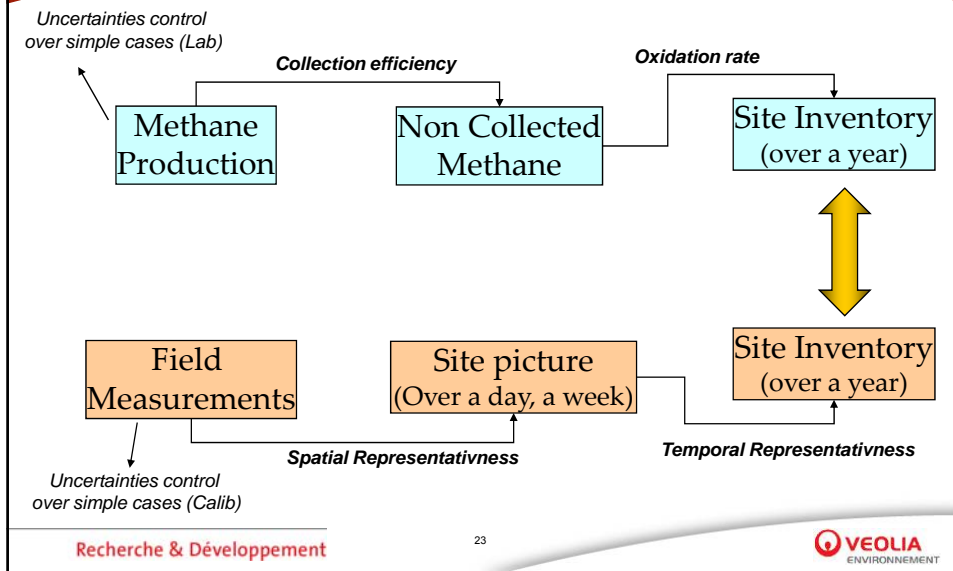 Uncertainties control
over simple cases (Lab)
Collection efficiency
Oxidation rate
Methane
Production
Non Collected
Methane
Site Inventory
(over a year)
Field
Measurements
Site picture
(Over a day, a week)
Site Inventory
(over a year)
Spatial Representativness
Temporal Representativness
Uncertainties control
over simple cases (Calib)
Recherche & Développement
23
VEOLIA
ENVIRONNEMENT